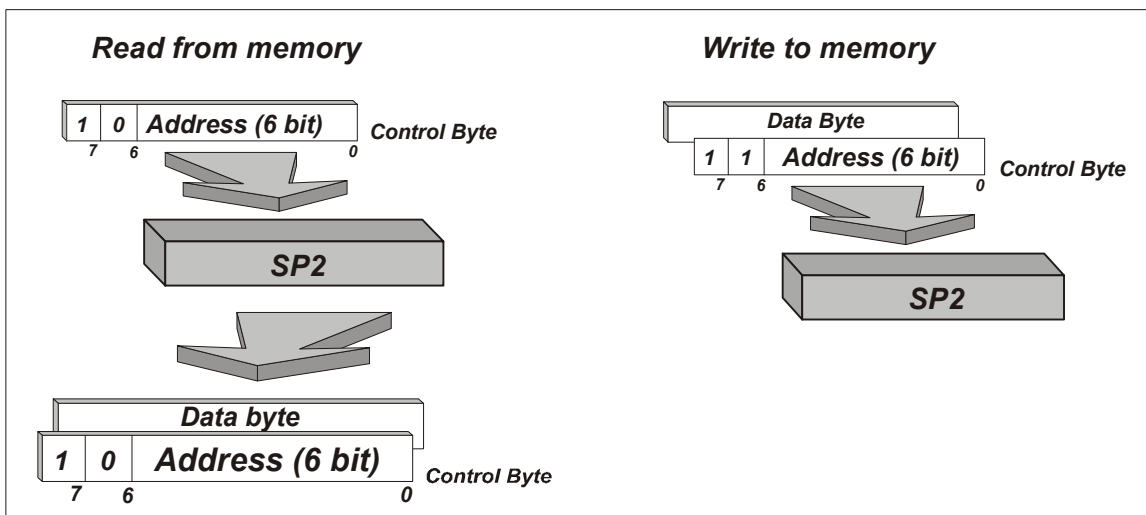 Read from memory
1 0 Address (6 bit) Control Byte
7 6 0
SP2
Data byte
1 0 Address (6 bit) Control Byte
7 6 0
Write to memory
Data Byte
1 1 Address (6 bit) Control Byte
7 6 0
SP2